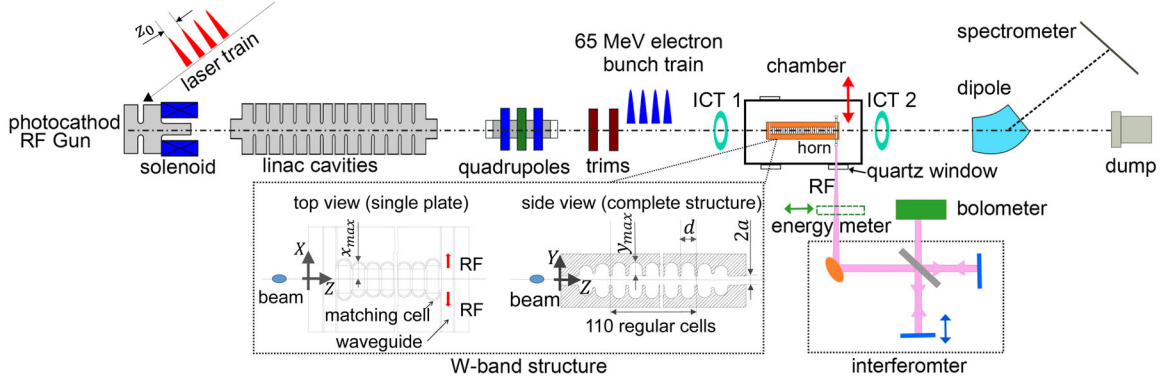 z0
laser train
photocathod
RF Gun
solenoid
linac cavities
quadrupoles
trims
65 MeV electron
bunch train
ICT 1
chamber
ICT 2
horn
quartz window
dipole
spectrometer
dump
RF
energy meter
bolometer
interferomter
top view (single plate)
x_max
X
Z
beam
RF
RF
matching cell
waveguide
side view (complete structure)
y_max
d
2a
Y
Z
beam
110 regular cells
W-band structure